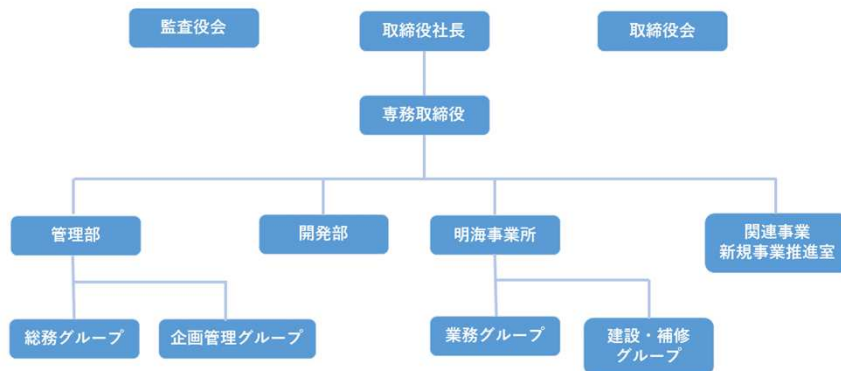 監査役会
取締役社長
取締役会
専務取締役
管理部
開発部
明海事業所
関連事業
新規事業推進室
総務グループ
企画管理グループ
業務グループ
建設・補修
グループ